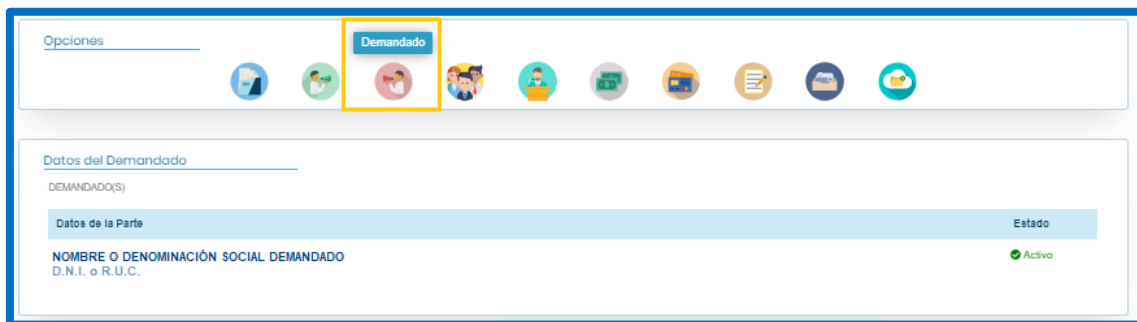 Opciones
Demandado
Datos del Demandado
DEMANDADO(S)
Datos de la Parte Estado
NOMBRE O DENOMINACIÓN SOCIAL DEMANDADO Activo
D.N.I. o R.U.C.